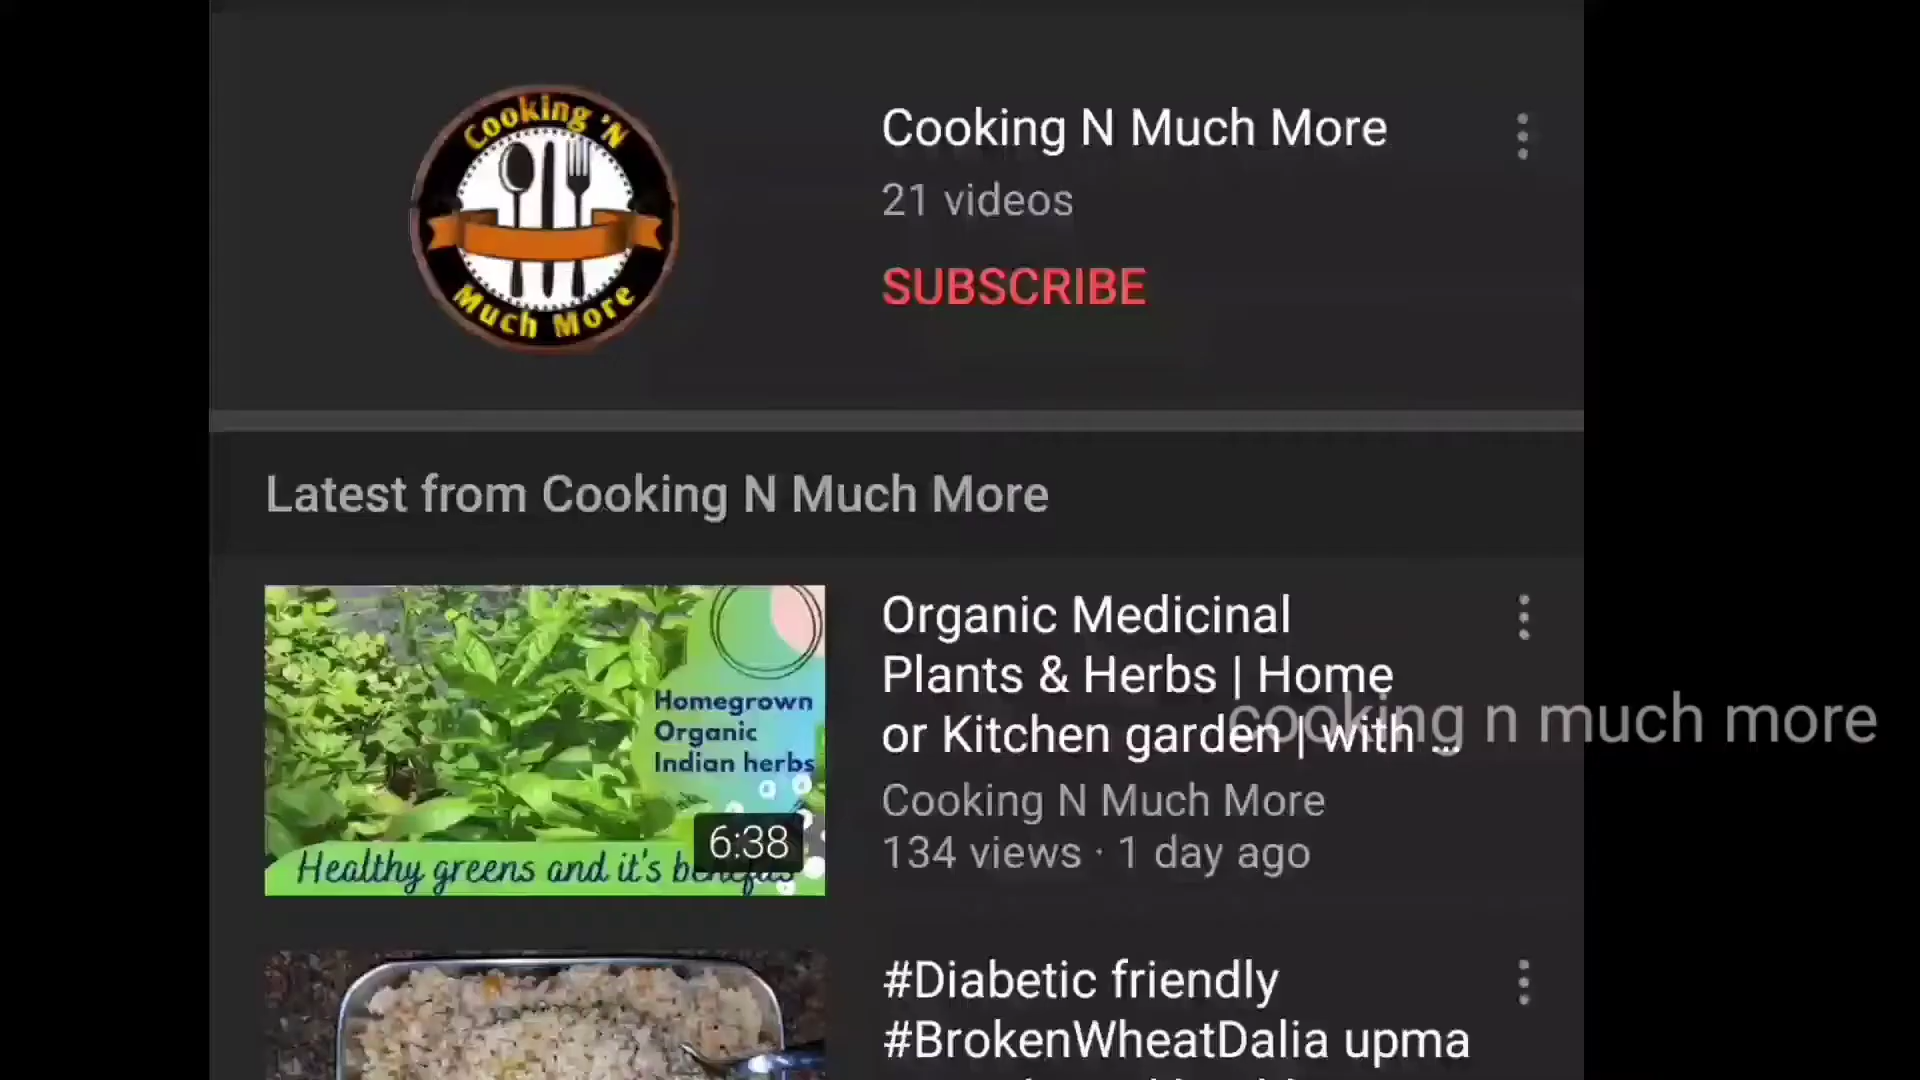 Cooking 'N
Much More
Cooking N Much More
21 videos
SUBSCRIBE
Latest from Cooking N Much More
Homegrown
Organic
Indian herbs
6:38
Healthy greens and it's benefits
Organic Medicinal
Plants & Herbs | Home
or Kitchen garden | with ...
cooking n much more
Cooking N Much More
134 views · 1 day ago
#Diabetic friendly
#BrokenWheatDalia upma